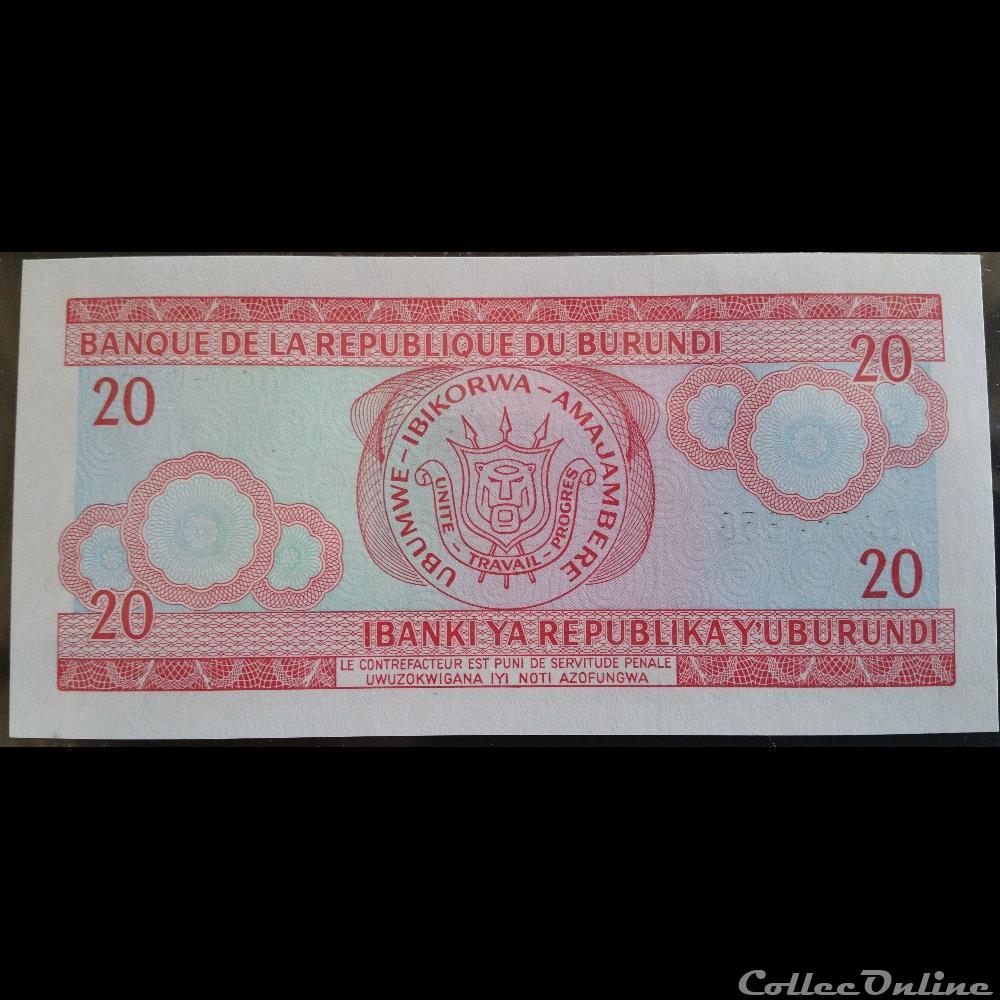 BANQUE DE LA REPUBLIQUE DU BURUNDI
20
20
UBUMWE - IBIKORWA - AMAJAMBERE
UNITE - TRAVAIL - PROGRES
20
20
IBANKI YA REPUBLIKA Y'UBURUNDI
LE CONTREFACTEUR EST PUNI DE SERVITUDE PENALE
UWUZOKWIGANA IYI NOTI AZOFUNGWA
CollecOnline